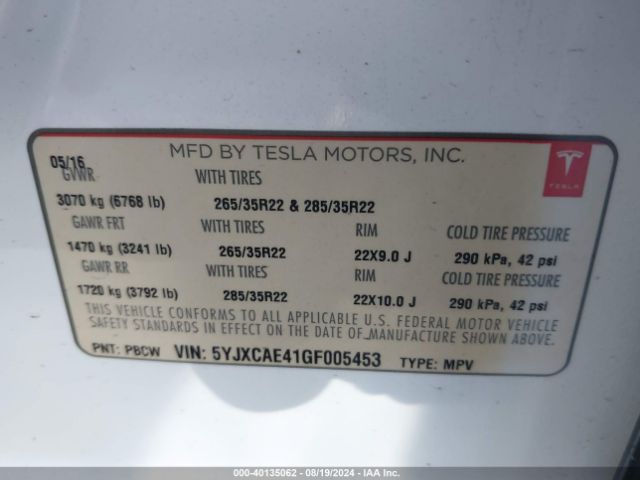 05/16 MFD BY TESLA MOTORS, INC.
GVWR WITH TIRES
TESLA
3070 kg (6768 lb) 265/35R22 & 285/35R22
GAWR FRT WITH TIRES RIM COLD TIRE PRESSURE
1470 kg (3241 lb) 265/35R22 22X9.0 J 290 kPa, 42 psi
GAWR RR WITH TIRES RIM COLD TIRE PRESSURE
1720 kg (3792 lb) 285/35R22 22X10.0 J 290 kPa, 42 psi
THIS VEHICLE CONFORMS TO ALL APPLICABLE U.S. FEDERAL MOTOR VEHICLE
SAFETY STANDARDS IN EFFECT ON THE DATE OF MANUFACTURE SHOWN ABOVE.
PNT: PBCW VIN: 5YJXCAE41GF005453 TYPE: MPV
000-40135062 - 08/19/2024 - IAA Inc.